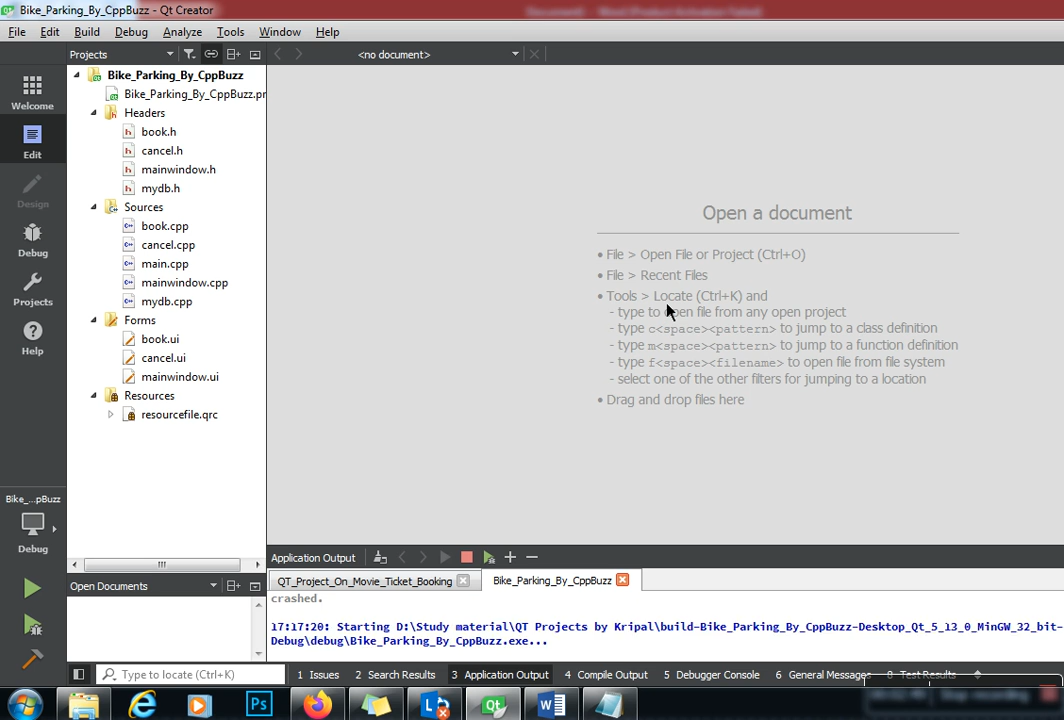 Bike_Parking_By_CppBuzz - Qt Creator
File Edit Build Debug Analyze Tools Window Help
Projects
<no document>
Welcome
Edit
Design
Debug
Projects
Help
Bike_Parking_By_CppBuzz
Bike_Parking_By_CppBuzz.pr
Headers
book.h
cancel.h
mainwindow.h
mydb.h
Sources
book.cpp
cancel.cpp
main.cpp
mainwindow.cpp
mydb.cpp
Forms
book.ui
cancel.ui
mainwindow.ui
Resources
resourcefile.qrc
Open a document
• File > Open File or Project (Ctrl+O)
• File > Recent Files
• Tools > Locate (Ctrl+K) and
- type to open file from any open project
- type c<space><pattern> to jump to a class definition
- type m<space><pattern> to jump to a function definition
- type f<space><filename> to open file from file system
- select one of the other filters for jumping to a location
• Drag and drop files here
Bike_...pBuzz
Debug
Open Documents
Application Output
QT_Project_On_Movie_Ticket_Booking
Bike_Parking_By_CppBuzz
crashed.
17:17:20: Starting D:\Study material\QT Projects by Kripal\build-Bike_Parking_By_CppBuzz-Desktop_Qt_5_13_0_MinGW_32_bit-
Debug\debug\Bike_Parking_By_CppBuzz.exe...
Type to locate (Ctrl+K)
1 Issues 2 Search Results 3 Application Output 4 Compile Output 5 Debugger Console 6 General Messages 8 Test Results
Ps
Qt
Stop recording